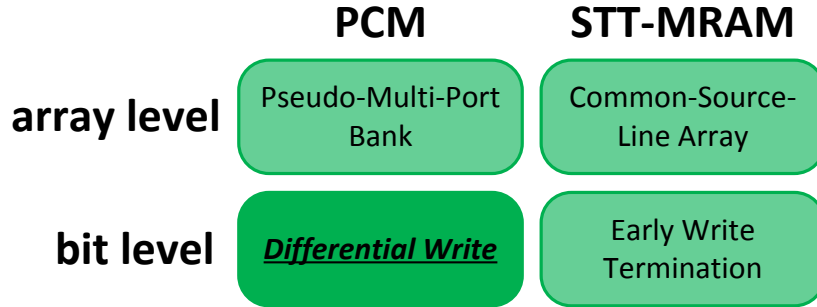 PCM STT-MRAM
array level Pseudo-Multi-Port Common-Source-
Bank Line Array
bit level Differential Write Early Write
Termination